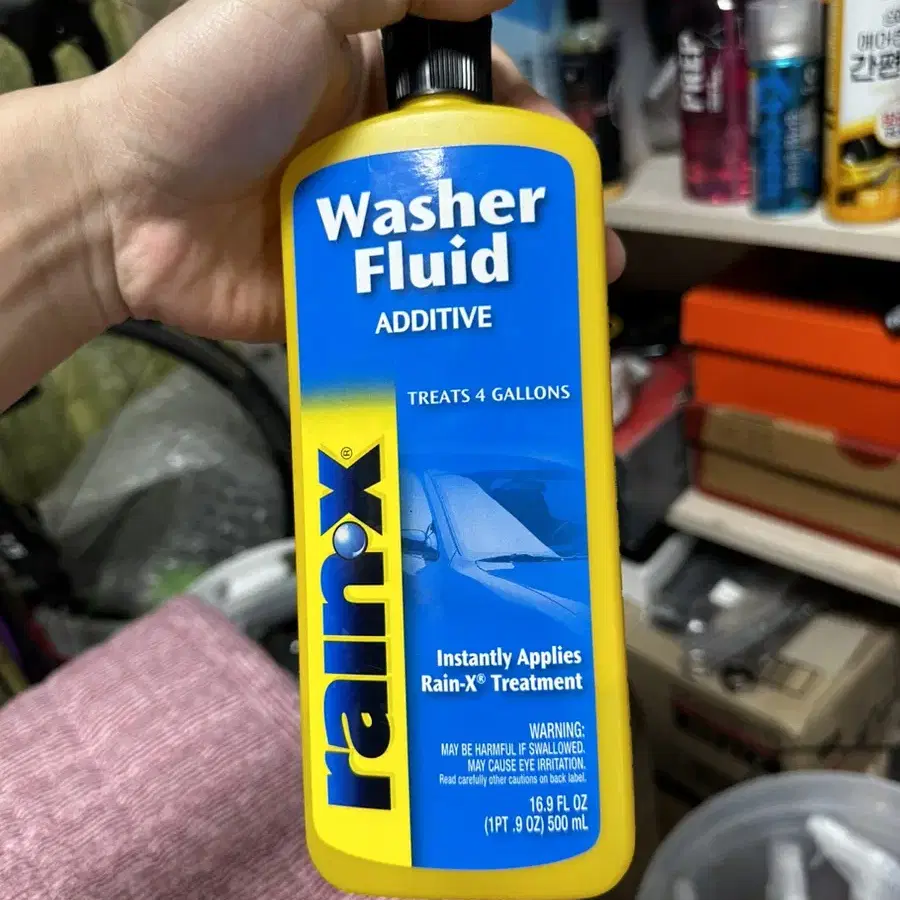 Washer
Fluid
ADDITIVE
TREATS 4 GALLONS
rain-x®
Instantly Applies
Rain-X® Treatment
WARNING:
MAY BE HARMFUL IF SWALLOWED.
MAY CAUSE EYE IRRITATION.
Read carefully other cautions on back label.
16.9 FL OZ
(1PT .9 OZ) 500 mL
PREP
간편